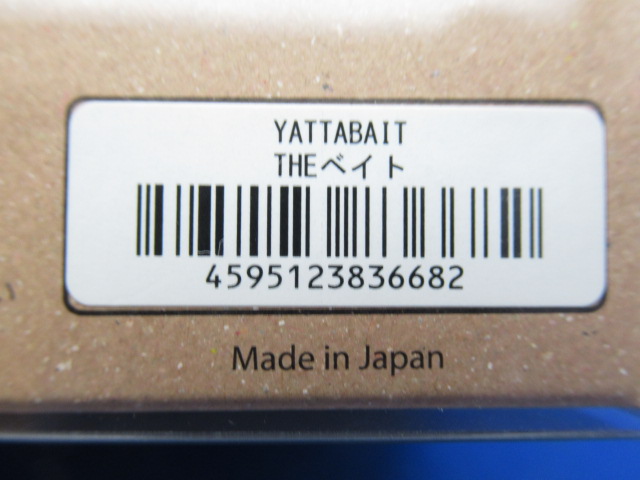 YATTABAIT
THEベイト
4595123836682
Made in Japan